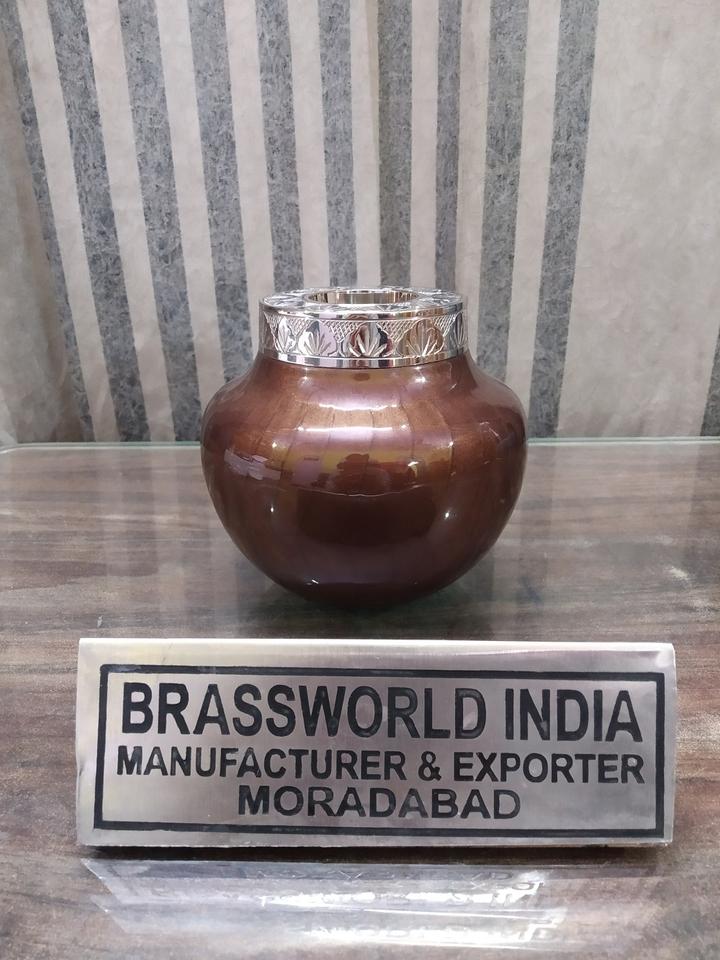 BRASSWORLD INDIA
MANUFACTURER & EXPORTER
MORADABAD